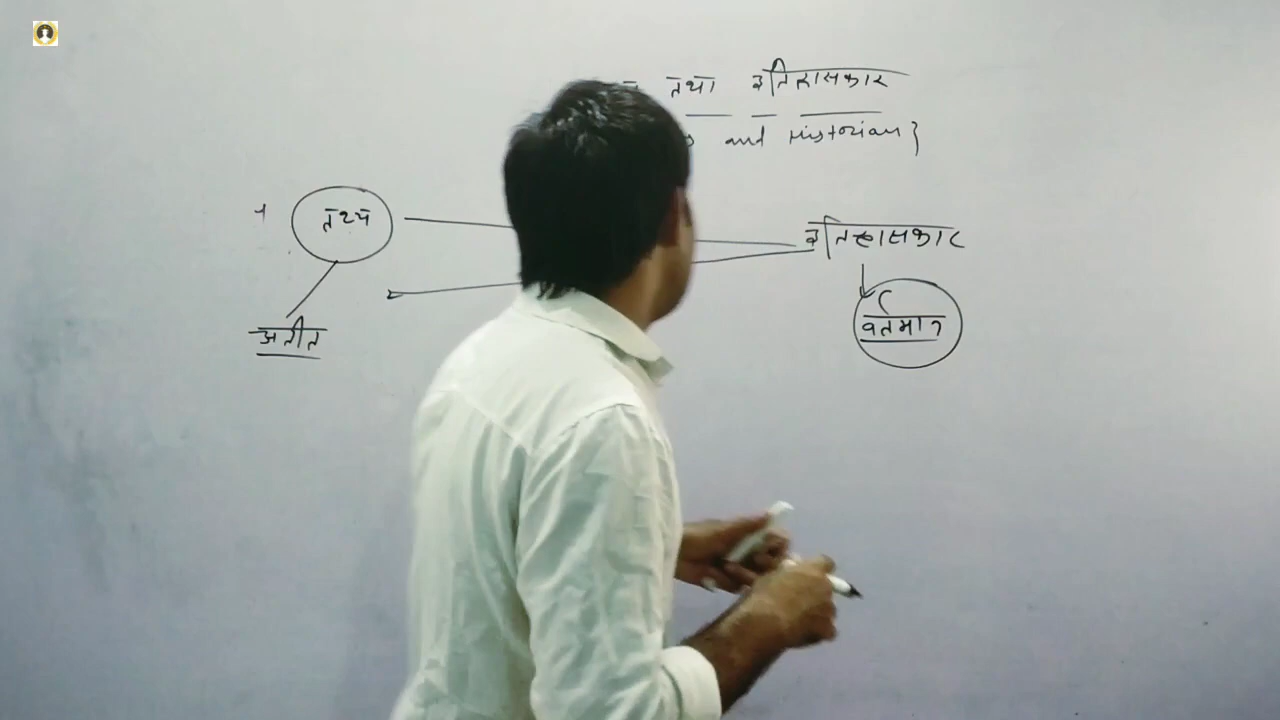 तथा इतिहासकार
and Historian }
तथ्य
इतिहासकार
वर्तमान
अतीत